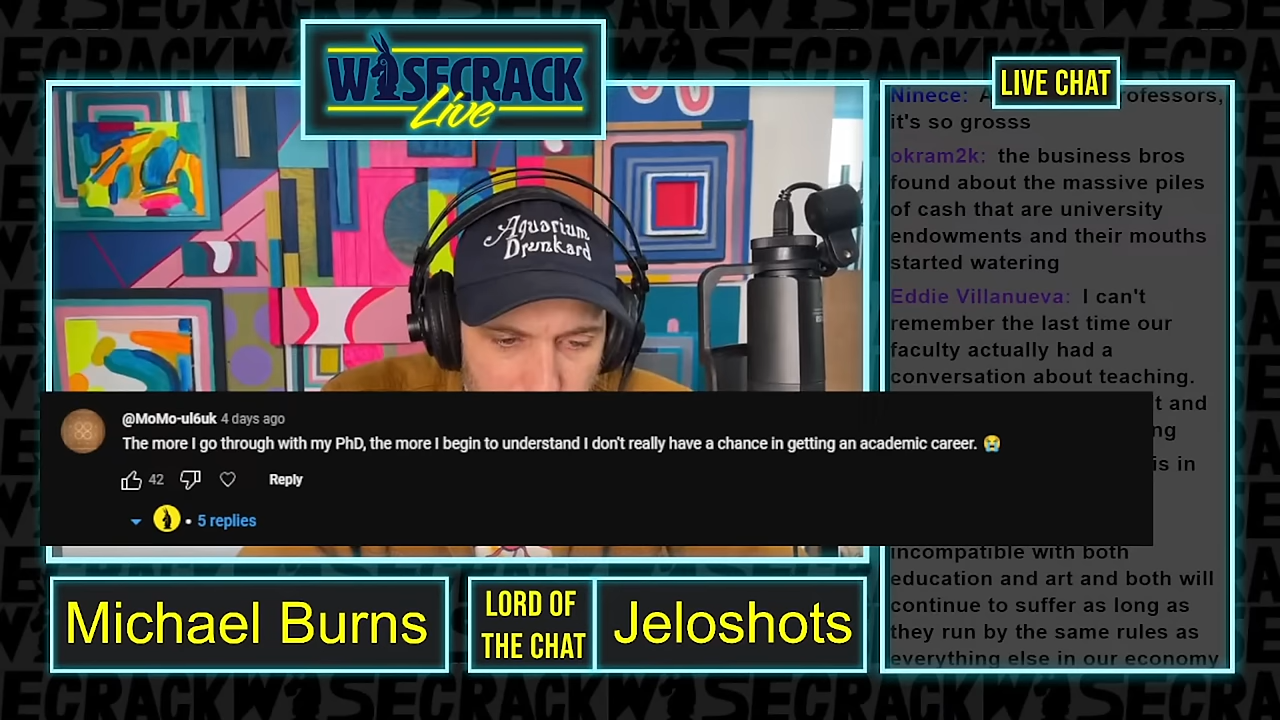 WISECRACK
Live
LIVE CHAT
Aquarium
Drunkard
Ninece: A rofessors,
it's so grosss
okram2k: the business bros
found about the massive piles
of cash that are university
endowments and their mouths
started watering
Eddie Villanueva: I can't
remember the last time our
faculty actually had a
conversation about teaching.
t and
ng
is in
incompatible with both
education and art and both will
continue to suffer as long as
they run by the same rules as
everything else in our economy
@MoMo-ul6uk 4 days ago
The more I go through with my PhD, the more I begin to understand I don't really have a chance in getting an academic career. 😭
42 Reply
• 5 replies
Michael Burns
LORD OF
THE CHAT
Jeloshots